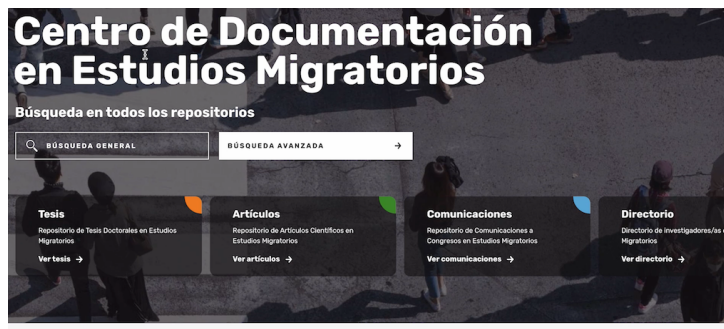 Centro de Documentación
en Estudios Migratorios
Búsqueda en todos los repositorios
BÚSQUEDA GENERAL
BÚSQUEDA AVANZADA
Tesis
Repositorio de Tesis Doctorales en Estudios
Migratorios
Ver tesis
Artículos
Repositorio de Artículos Científicos en
Estudios Migratorios
Ver artículos
Comunicaciones
Repositorio de Comunicaciones a
Congresos en Estudios Migratorios
Ver comunicaciones
Directorio
Directorio de investigadores/as
Migratorios
Ver directorio